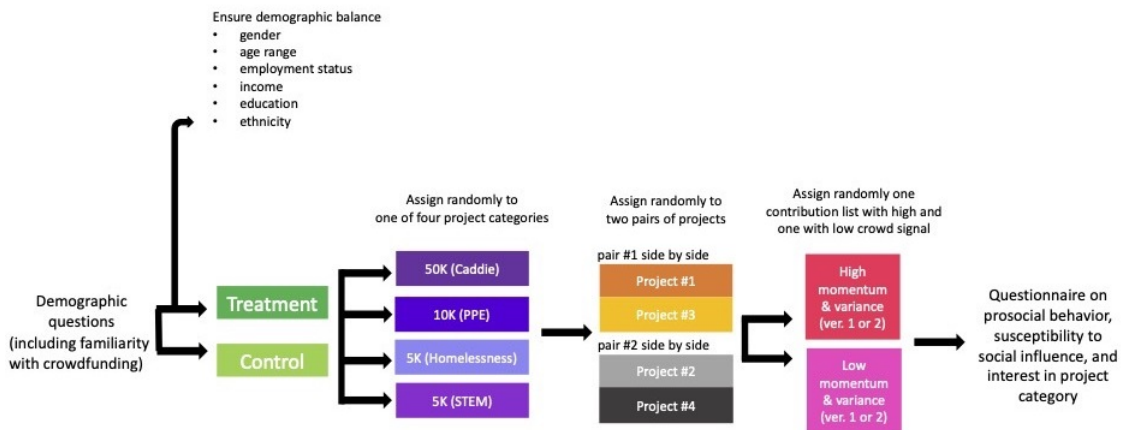 Ensure demographic balance
• gender
• age range
• employment status
• income
• education
• ethnicity
Demographic
questions
(including familiarity
with crowdfunding)
Treatment
Control
Assign randomly to
one of four project categories
50K (Caddie)
10K (PPE)
5K (Homelessness)
5K (STEM)
Assign randomly to
two pairs of projects
pair #1 side by side
Project #1
Project #3
pair #2 side by side
Project #2
Project #4
Assign randomly one
contribution list with high and
one with low crowd signal
High
momentum
& variance
(ver. 1 or 2)
Low
momentum
& variance
(ver. 1 or 2)
Questionnaire on
prosocial behavior,
susceptibility to
social influence, and
interest in project
category